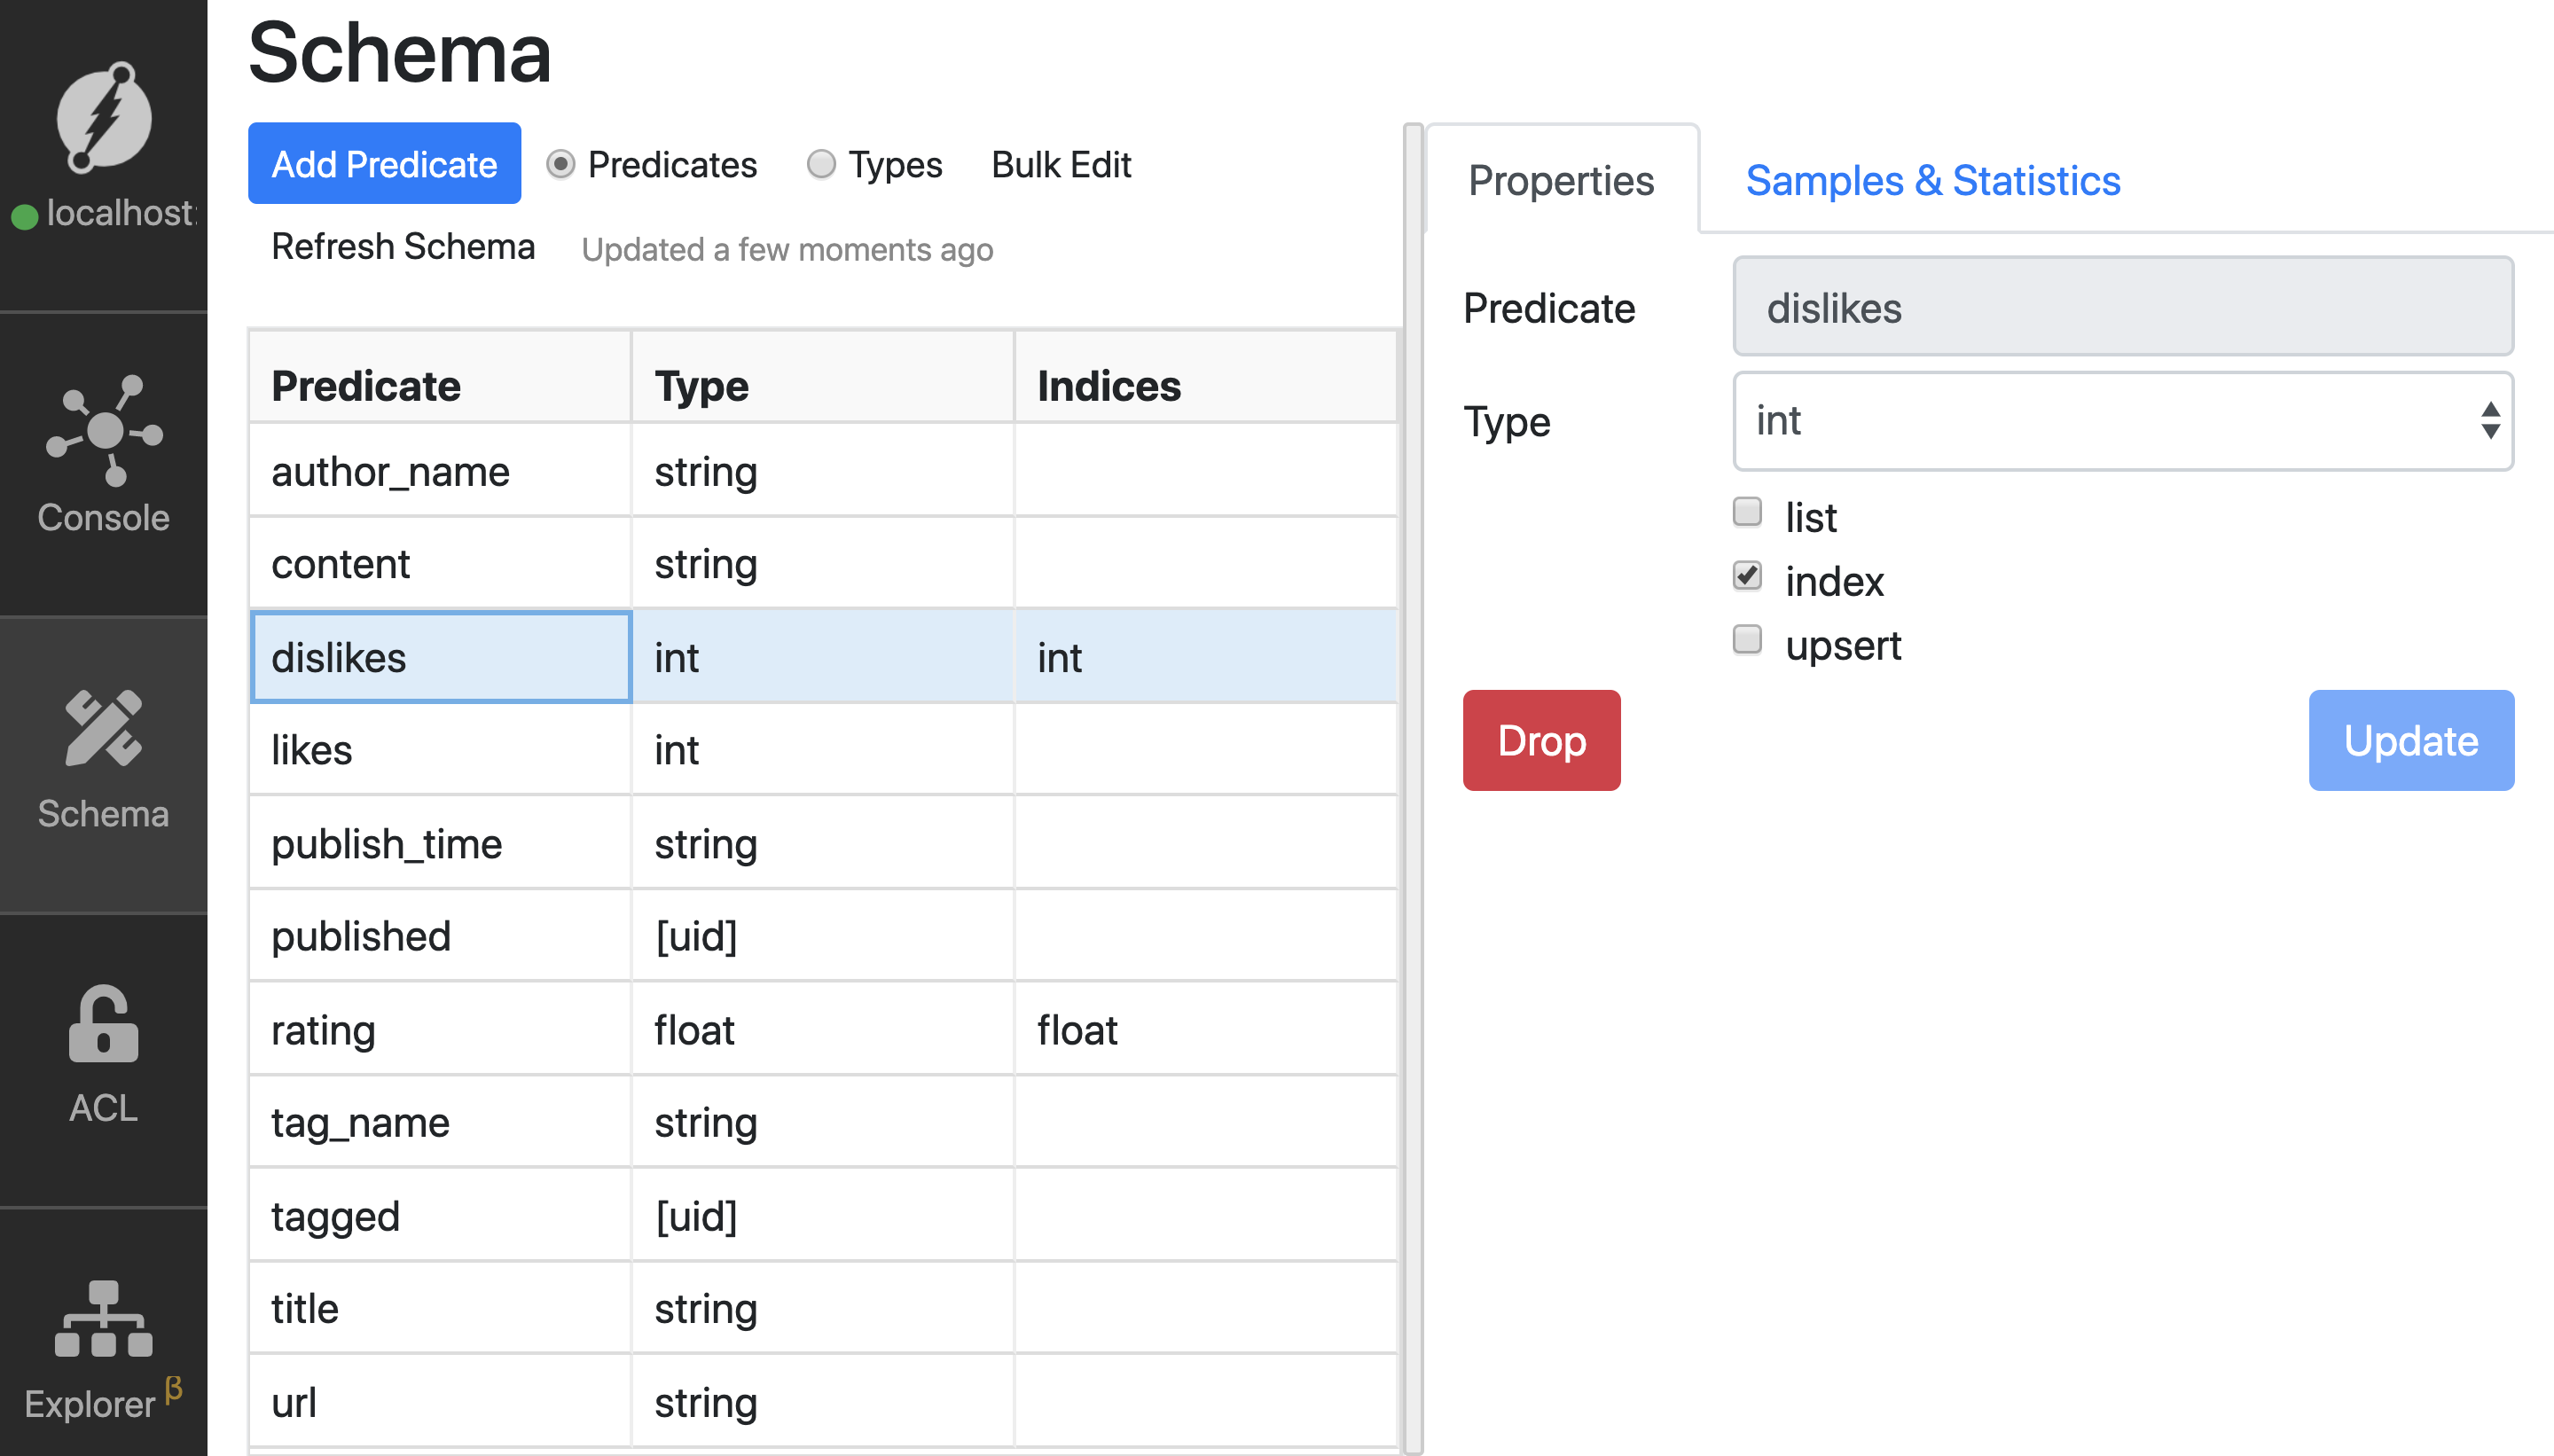 localhost:
Console
Schema
ACL
Explorer β
Schema
Add Predicate Predicates Types Bulk Edit
Refresh Schema Updated a few moments ago
Predicate Type Indices
author_name string
content string
dislikes int int
likes int
publish_time string
published [uid]
rating float float
tag_name string
tagged [uid]
title string
url string
Properties Samples & Statistics
Predicate dislikes
Type int
list
index
upsert
Drop Update